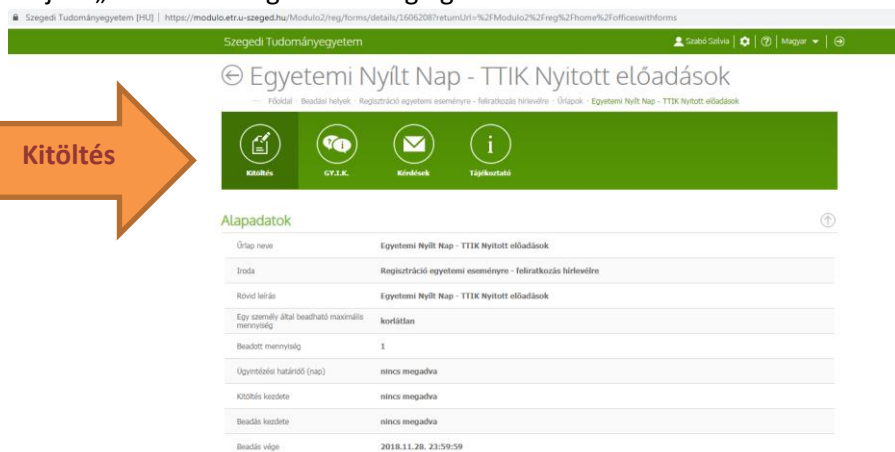 Szegedi Tudományegyetem [HU] | https://modulo.etr.u-szeged.hu/Modulo2/reg/forms/details/1606208?returnUrl=%2FModulo2%2Freg%2Fhome%2Fofficeswithforms
Szegedi Tudományegyetem
Szabó Szilvia | Magyar
Egyetemi Nyílt Nap - TTIK Nyitott előadások
Főoldal - Beadási helyek - Regisztráció egyetemi eseményre - feliratkozás hírlevélre - Űrlapok - Egyetemi Nyílt Nap - TTIK Nyitott előadások
Kitöltés
Kitöltés GY.I.K. Kérdések Tájékoztató
Alapadatok
Űrlap neve Egyetemi Nyílt Nap - TTIK Nyitott előadások
Iroda Regisztráció egyetemi eseményre - feliratkozás hírlevélre
Rövid leírás Egyetemi Nyílt Nap - TTIK Nyitott előadások
Egy személy által beadható maximális
mennyiség korlátlan
Beadott mennyiség 1
Ügyintézési határidő (nap) nincs megadva
Kitöltés kezdete nincs megadva
Beadás kezdete nincs megadva
Beadás vége 2018.11.28. 23:59:59